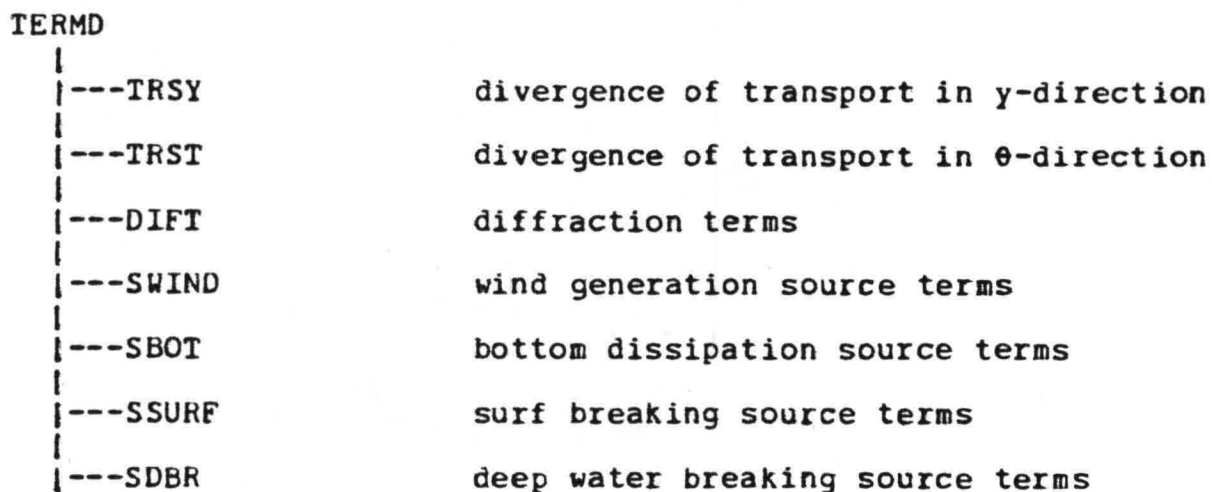 TERMD
|
|---TRSY divergence of transport in y-direction
|
|---TRST divergence of transport in θ-direction
|
|---DIFT diffraction terms
|
|---SWIND wind generation source terms
|
|---SBOT bottom dissipation source terms
|
|---SSURF surf breaking source terms
|
|---SDBR deep water breaking source terms